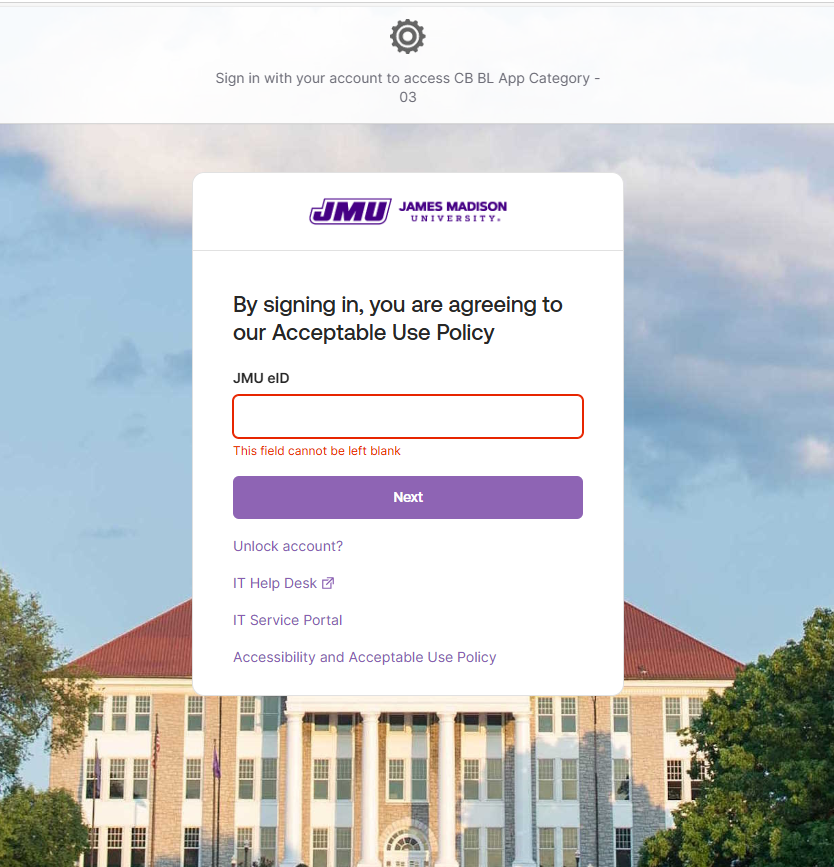 Sign in with your account to access CB BL App Category -
03
JMU JAMES MADISON
UNIVERSITY.
By signing in, you are agreeing to
our Acceptable Use Policy
JMU eID
This field cannot be left blank
Next
Unlock account?
IT Help Desk
IT Service Portal
Accessibility and Acceptable Use Policy